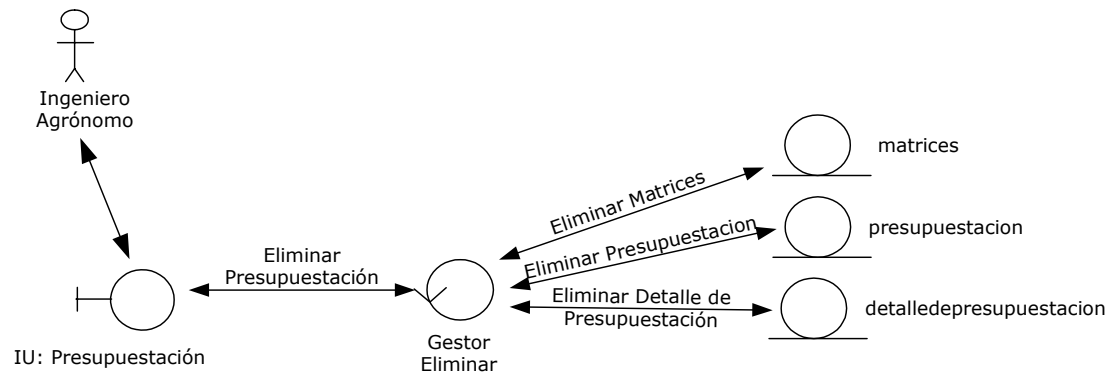 Ingeniero
Agrónomo
matrices
Eliminar Matrices
presupuestacion
Eliminar Presupuestacion
Eliminar
Presupuestación
Eliminar Detalle de
Presupuestación
detalledepresupuestacion
IU: Presupuestación
Gestor
Eliminar